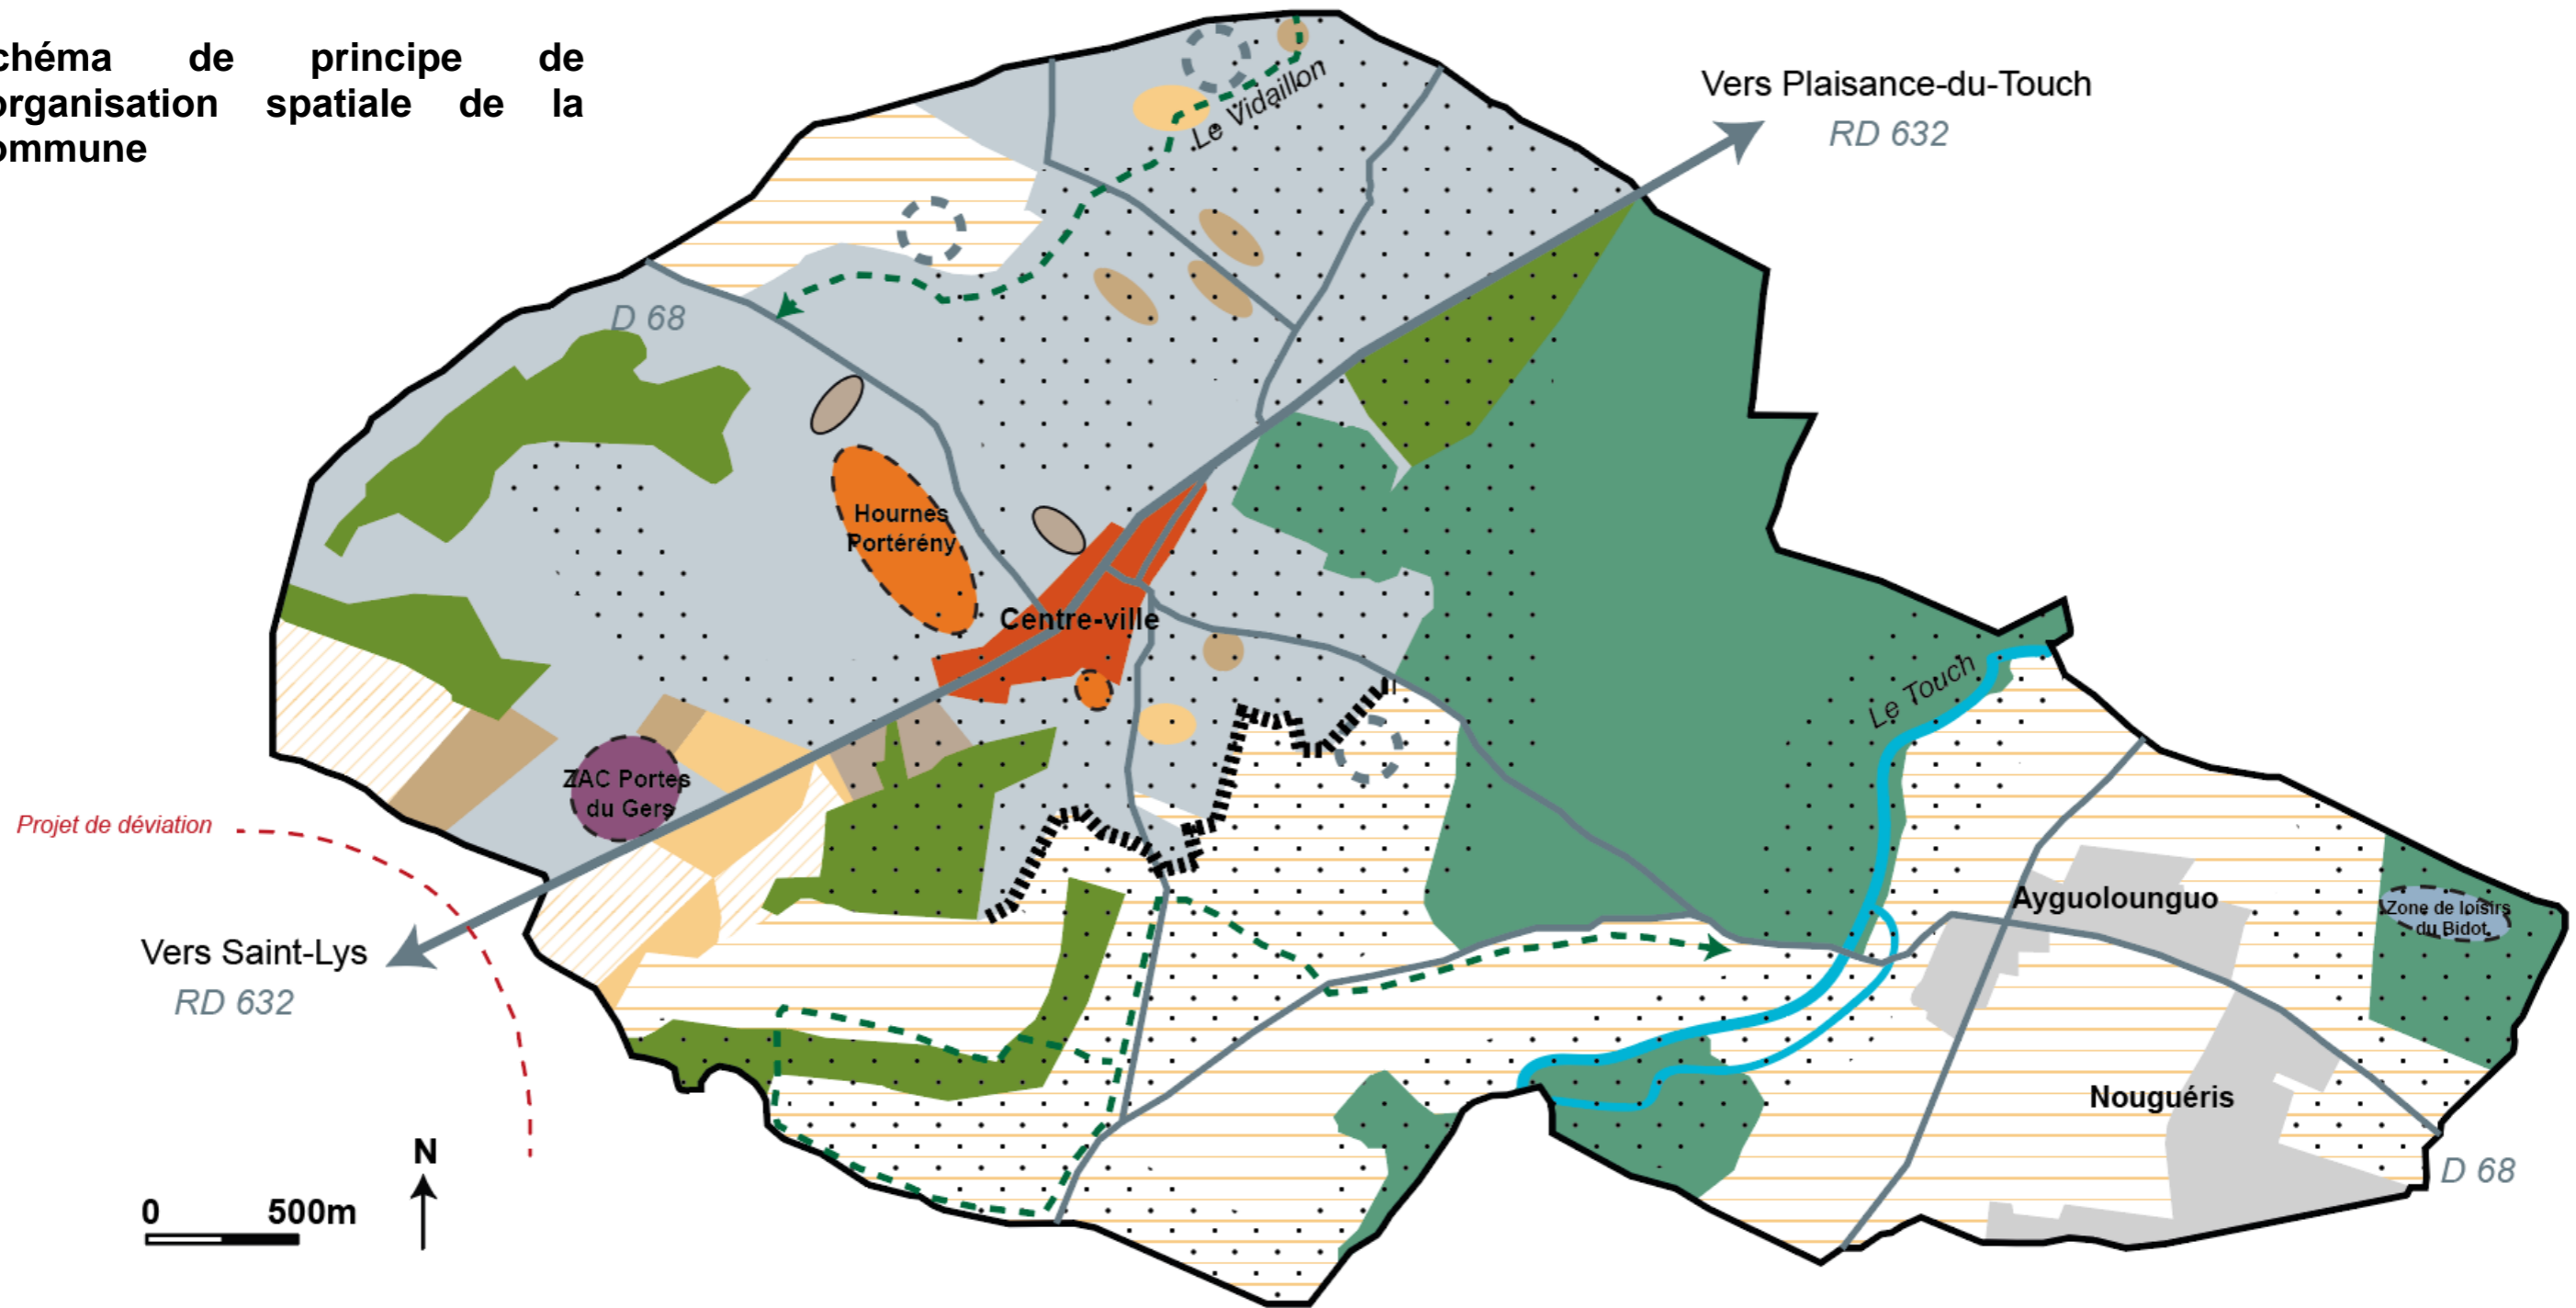 chéma de principe de
organisation spatiale de la
ommune
Vers Plaisance-du-Touch
RD 632
Le Vidaillon
D 68
Hournes
Portérény
Centre-ville
Le Touch
ZAC Portes
du Gers
Projet de déviation
Vers Saint-Lys
RD 632
Ayguolounguo
Zone de loisirs
du Bidot
Nouguéris
D 68
N
0 500m